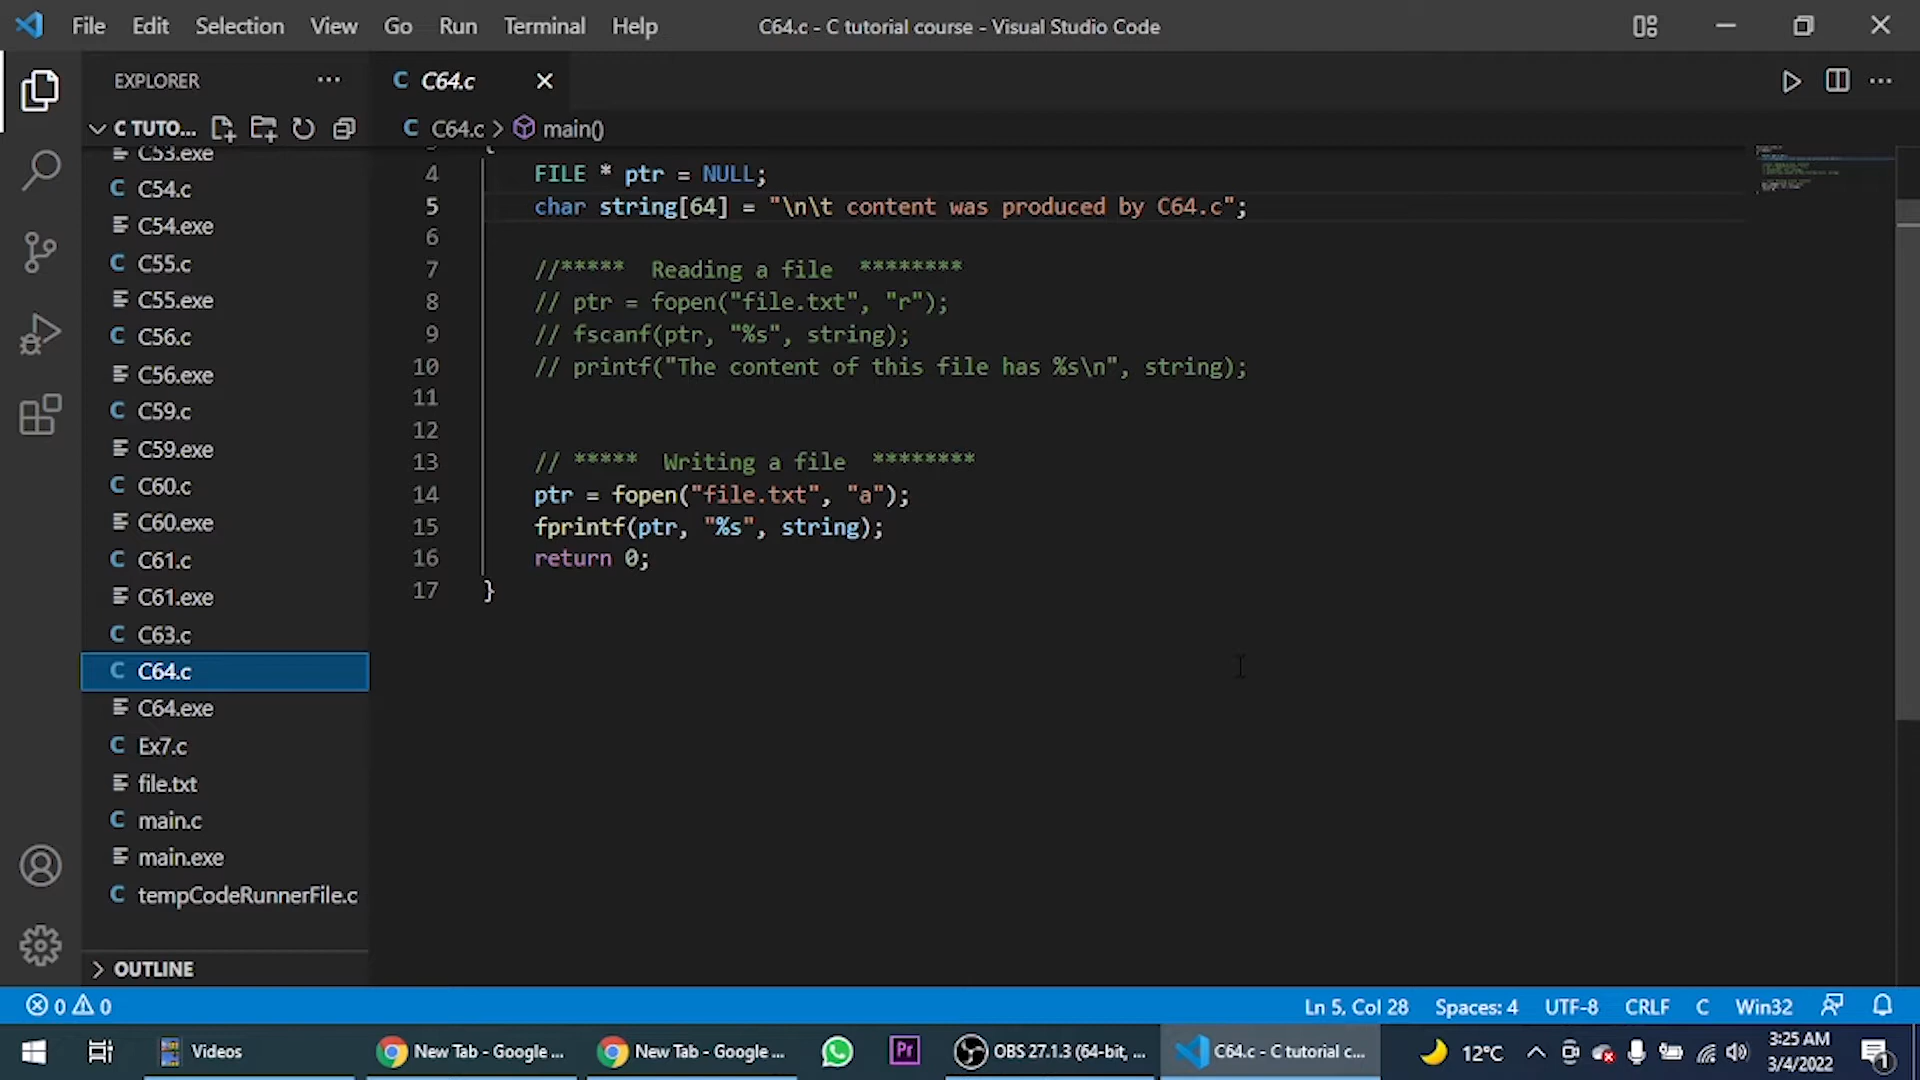 File Edit Selection View Go Run Terminal Help
C64.c - C tutorial course - Visual Studio Code
EXPLORER
C64.c
C TUTO...
C64.c > main()
C53.exe
C54.c
C54.exe
C55.c
C55.exe
C56.c
C56.exe
C59.c
C59.exe
C60.c
C60.exe
C61.c
C61.exe
C63.c
C64.c
C64.exe
Ex7.c
file.txt
main.c
main.exe
tempCodeRunnerFile.c
OUTLINE
4 FILE * ptr = NULL;
5 char string[64] = "\n\t content was produced by C64.c";
6
7 //***** Reading a file ********
8 // ptr = fopen("file.txt", "r");
9 // fscanf(ptr, "%s", string);
10 // printf("The content of this file has %s\n", string);
11
12
13 // ***** Writing a file ********
14 ptr = fopen("file.txt", "a");
15 fprintf(ptr, "%s", string);
16 return 0;
17 }
0 0
Ln 5, Col 28 Spaces: 4 UTF-8 CRLF C Win32
Videos
New Tab - Google ...
New Tab - Google ...
Pr
OBS 27.1.3 (64-bit, ...
C64.c - C tutorial c...
12°C
3:25 AM
3/4/2022
1